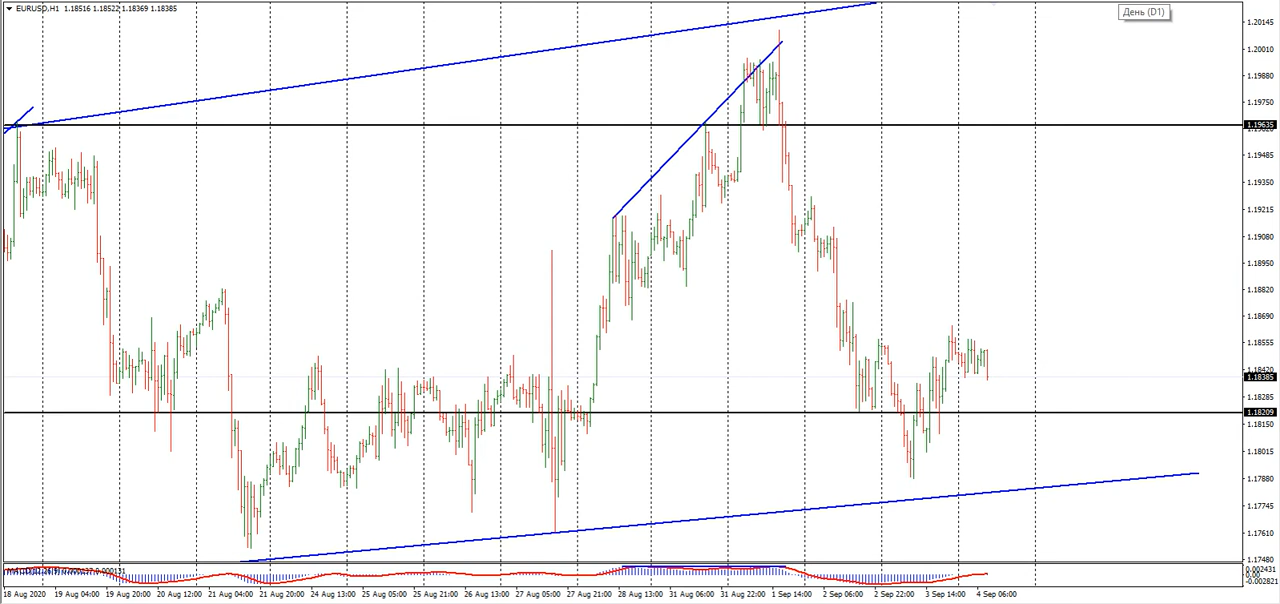 EURUSD,H1 1.18516 1.18522 1.18369 1.18385
День (D1)
1.20145
1.20010
1.19880
1.19750
1.19635
1.19485
1.19350
1.19215
1.19080
1.18950
1.18820
1.18690
1.18555
1.18420
1.18385
1.18285
1.18209
1.18150
1.18015
1.17880
1.17745
1.17610
1.17480
0.002431
0.00
-0.002821
18 Aug 2020
19 Aug 04:00
19 Aug 20:00
20 Aug 12:00
21 Aug 04:00
21 Aug 20:00
24 Aug 13:00
25 Aug 05:00
25 Aug 21:00
26 Aug 13:00
27 Aug 05:00
27 Aug 21:00
28 Aug 13:00
31 Aug 06:00
31 Aug 22:00
1 Sep 14:00
2 Sep 06:00
2 Sep 22:00
3 Sep 14:00
4 Sep 06:00